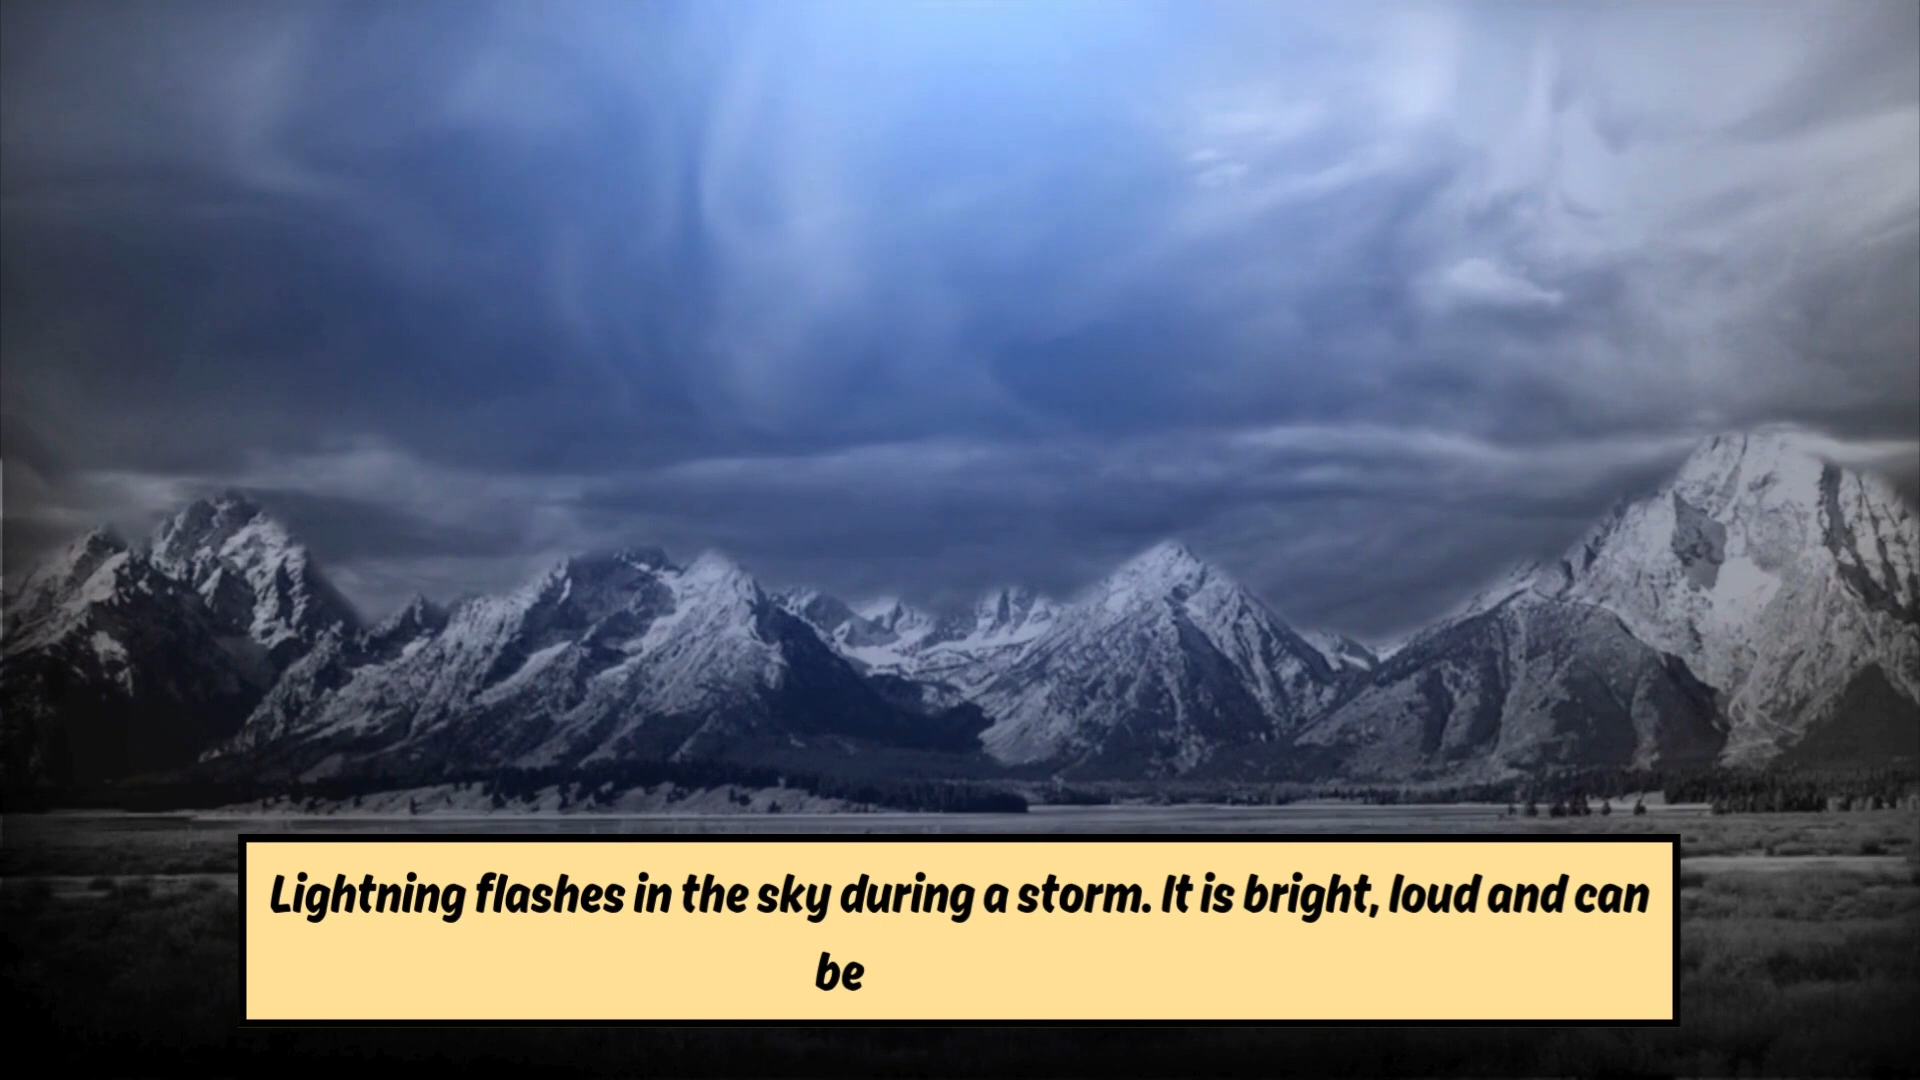 Lightning flashes in the sky during a storm. It is bright, loud and can
be